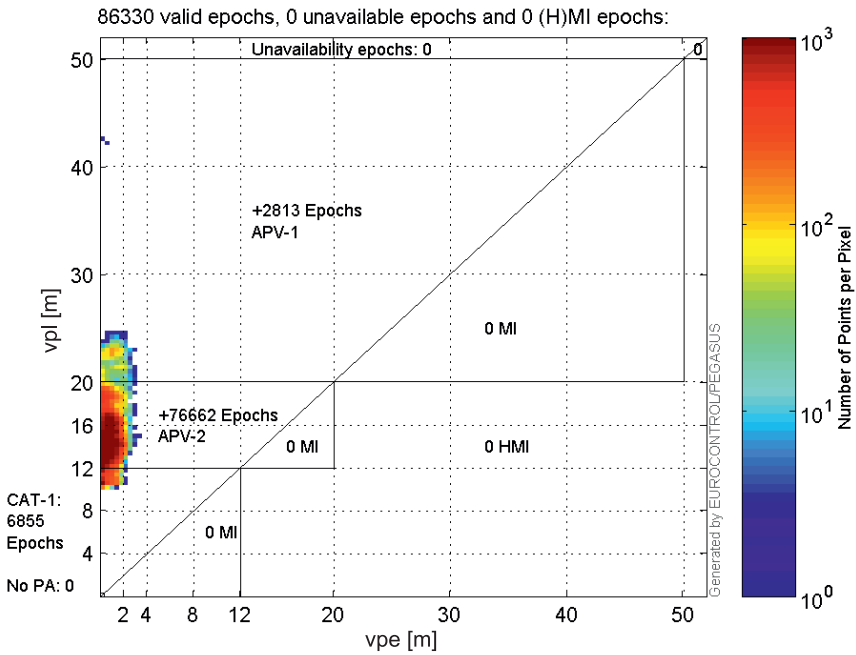 86330 valid epochs, 0 unavailable epochs and 0 (H)MI epochs:
Unavailability epochs: 0
0
50
40
30
20
16
12
8
4
vpl [m]
+2813 Epochs
APV-1
0 MI
+76662 Epochs
APV-2
0 MI
0 HMI
CAT-1:
6855
Epochs
0 MI
No PA: 0
2 4 8 12 20 30 40 50
vpe [m]
Generated by EUROCONTROL/PEGASUS
10³
10²
10¹
10⁰
Number of Points per Pixel